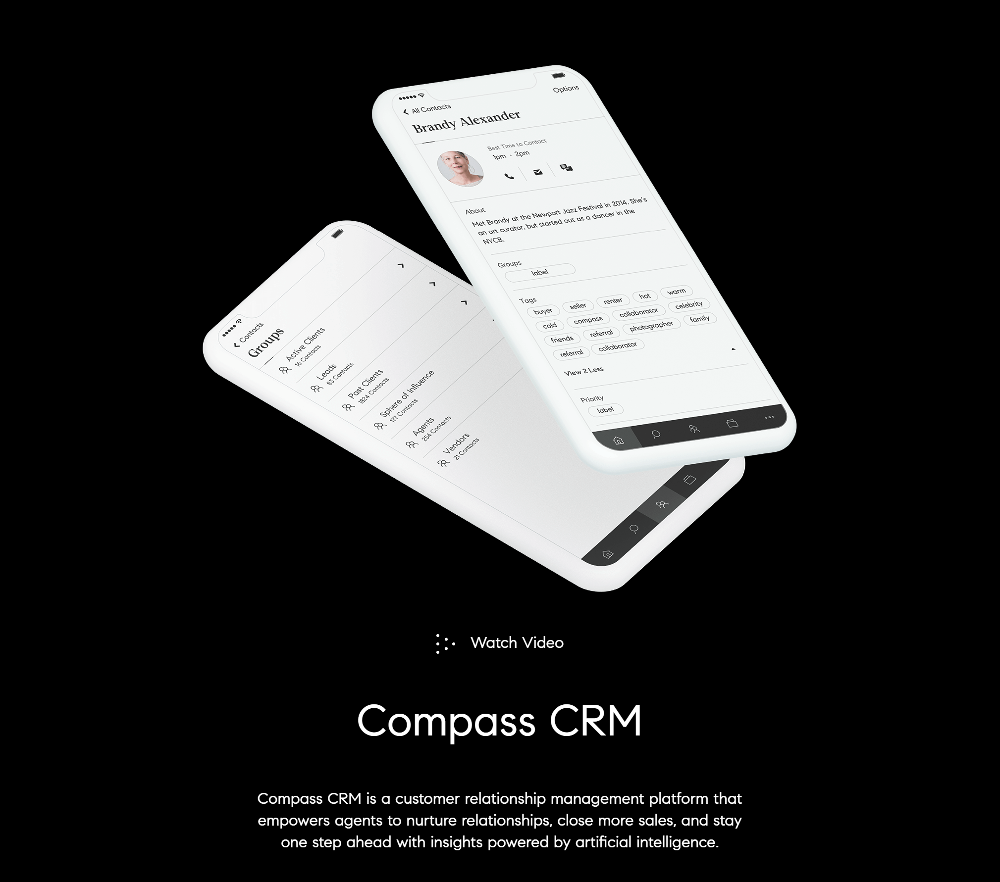 Options
All Contacts
Brandy Alexander
Best Time to Contact
1pm · 2pm
About
Met Brandy at the Newport Jazz Festival in 2014. She's
an art curator, but started out as a dancer in the
NYCB.
Groups
label
Tags
buyer seller renter hot warm
cold compass collaborator celebrity
friends referral photographer family
referral collaborator
View 2 Less
Priority
label
Contacts
Groups
Active Clients
16 Contacts
Leads
83 Contacts
Past Clients
1824 Contacts
Sphere of Influence
177 Contacts
Agents
254 Contacts
Vendors
21 Contacts
Watch Video
Compass CRM
Compass CRM is a customer relationship management platform that
empowers agents to nurture relationships, close more sales, and stay
one step ahead with insights powered by artificial intelligence.